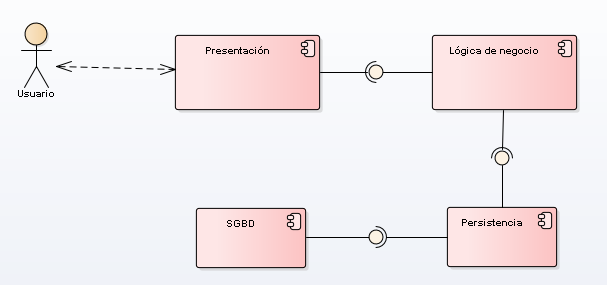 Presentación
Lógica de negocio
Usuario
SGBD
Persistencia